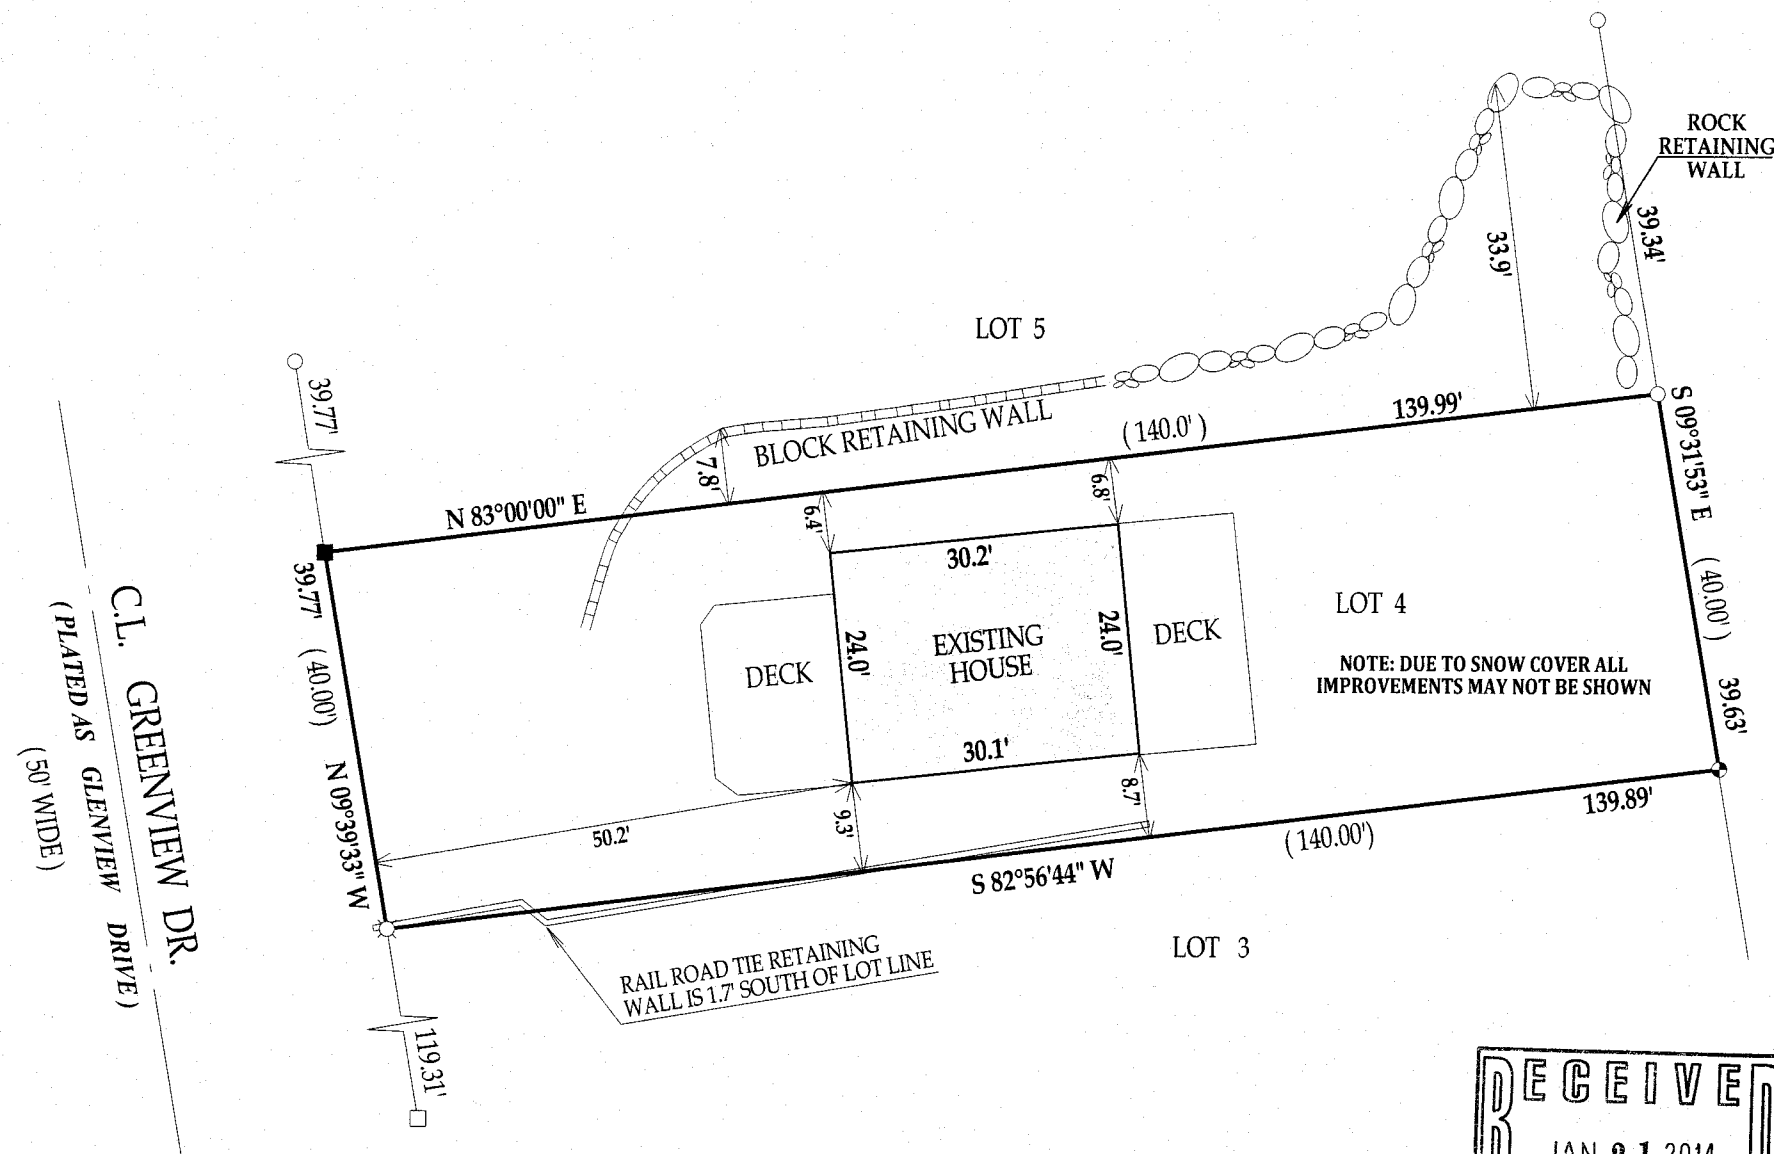 ROCK
RETAINING
WALL
39.34'
33.9'
LOT 5
39.77'
139.99'
(140.0')
BLOCK RETAINING WALL
7.8'
N 83°00'00" E
6.4'
6.8'
S 09°31'53" E (40.00') 39.63'
30.2'
39.77' (40.00') N 09°39'33" W
C.L. GREENVIEW DR.
(PLATED AS GLENVIEW DRIVE)
(50' WIDE)
LOT 4
24.0'
24.0'
EXISTING
HOUSE
DECK
DECK
NOTE: DUE TO SNOW COVER ALL
IMPROVEMENTS MAY NOT BE SHOWN
30.1'
50.2'
9.3'
8.7'
139.89'
(140.00')
S 82°56'44" W
LOT 3
RAIL ROAD TIE RETAINING
WALL IS 1.7' SOUTH OF LOT LINE
119.31'
RECEIVED
JAN 21 2014